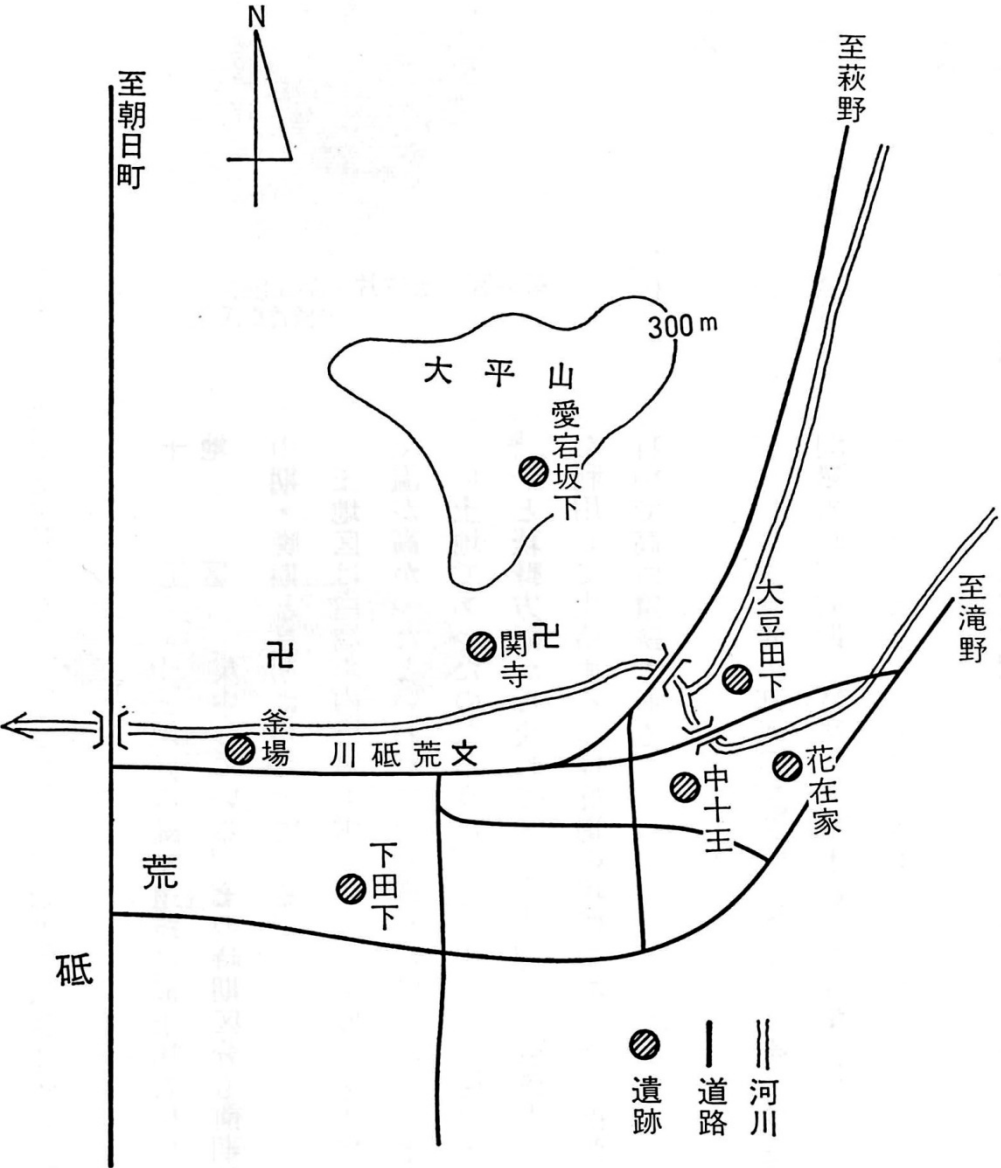 N
至朝日町
至萩野
300m
大平山
愛宕坂下
大豆田下
至滝野
関寺
卍
卍
釜場
川砥荒
文
中十王
花在家
下田下
荒
砥
遺跡
道路
河川